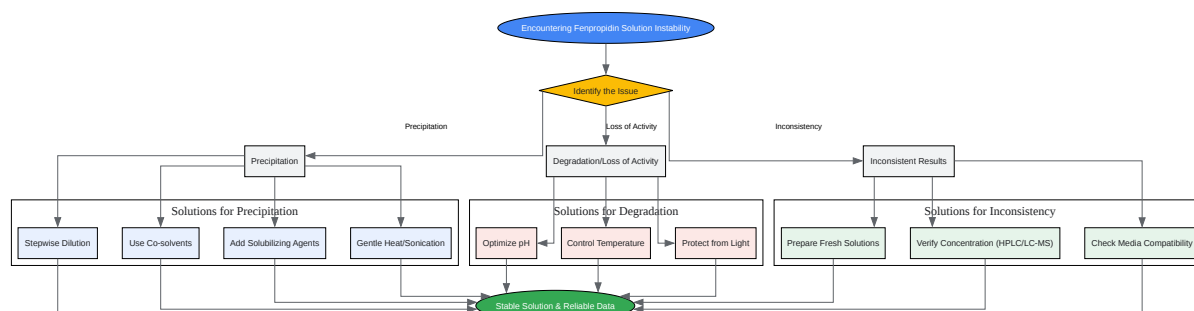 Encountering Fenpropidin Solution Instability
Identify the Issue
Precipitation
Loss of Activity
Inconsistency
Precipitation
Degradation/Loss of Activity
Inconsistent Results
Solutions for Precipitation
Solutions for Degradation
Solutions for Inconsistency
Stepwise Dilution
Use Co-solvents
Add Solubilizing Agents
Gentle Heat/Sonication
Optimize pH
Control Temperature
Protect from Light
Prepare Fresh Solutions
Verify Concentration (HPLC/LC-MS)
Check Media Compatibility
Stable Solution & Reliable Data